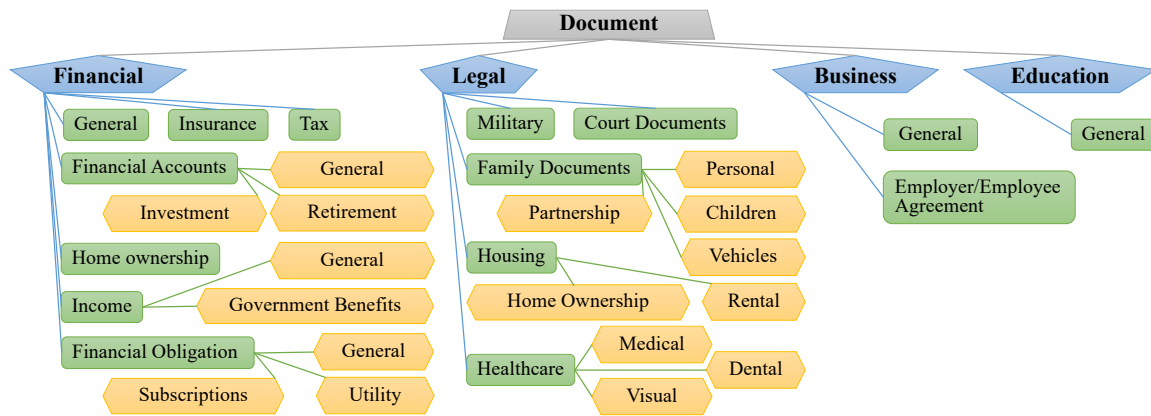 Document
Financial
Legal
Business
Education
General
Insurance
Tax
Military
Court Documents
General
General
Financial Accounts
General
Family Documents
Personal
Investment
Retirement
Partnership
Children
Employer/Employee
Agreement
Home ownership
General
Housing
Vehicles
Income
Government Benefits
Home Ownership
Rental
Financial Obligation
General
Medical
Healthcare
Dental
Subscriptions
Utility
Visual